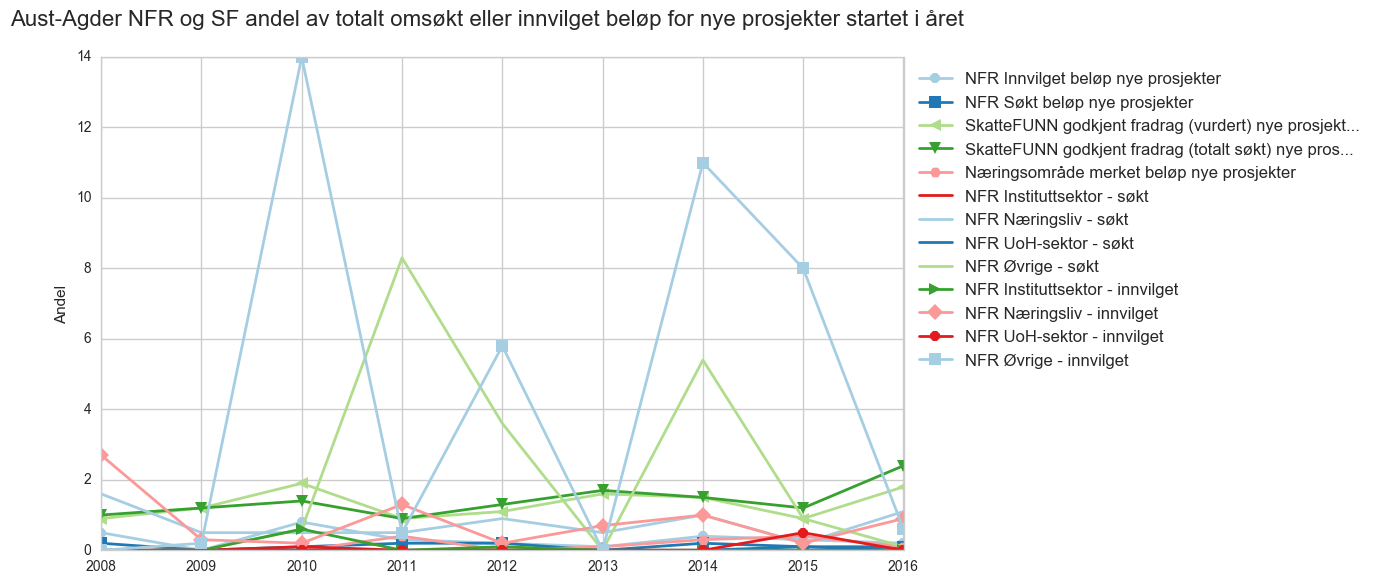 Aust-Agder NFR og SF andel av totalt omsøkt eller innvilget beløp for nye prosjekter startet i året
14
12
10
8
6
4
2
0
Andel
2008 2009 2010 2011 2012 2013 2014 2015 2016
NFR Innvilget beløp nye prosjekter
NFR Søkt beløp nye prosjekter
SkatteFUNN godkjent fradrag (vurdert) nye prosjekt...
SkatteFUNN godkjent fradrag (totalt søkt) nye pros...
Næringsområde merket beløp nye prosjekter
NFR Instituttsektor - søkt
NFR Næringsliv - søkt
NFR UoH-sektor - søkt
NFR Øvrige - søkt
NFR Instituttsektor - innvilget
NFR Næringsliv - innvilget
NFR UoH-sektor - innvilget
NFR Øvrige - innvilget